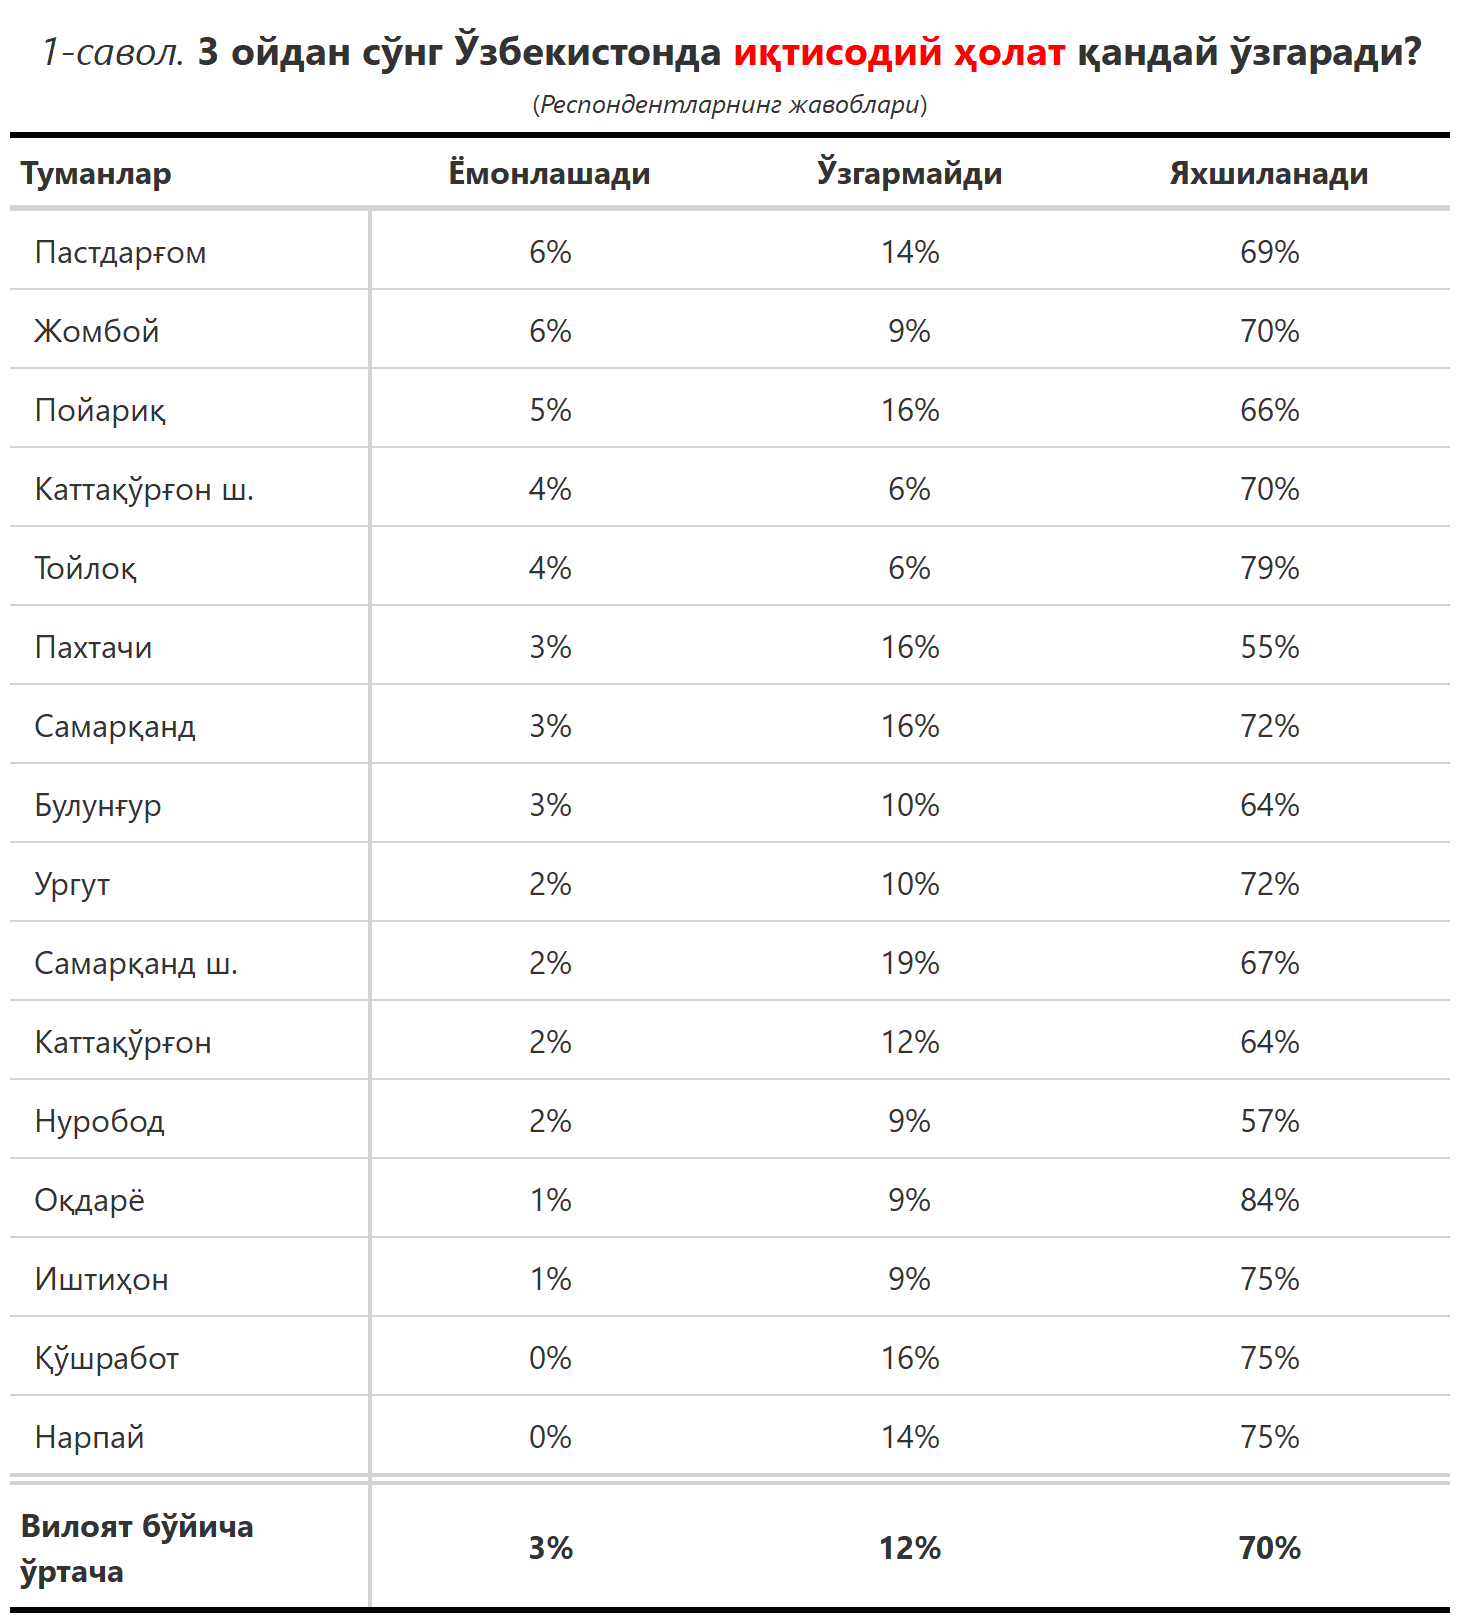 1-савол. 3 ойдан сўнг Ўзбекистонда иқтисодий ҳолат қандай ўзгаради?
(Респондентларнинг жавоблари)
Туманлар Ёмонлашади Ўзгармайди Яхшиланади
Пастдарғом 6% 14% 69%
Жомбой 6% 9% 70%
Пойариқ 5% 16% 66%
Каттақўрғон ш. 4% 6% 70%
Тойлоқ 4% 6% 79%
Пахтачи 3% 16% 55%
Самарқанд 3% 16% 72%
Булунғур 3% 10% 64%
Ургут 2% 10% 72%
Самарқанд ш. 2% 19% 67%
Каттақўрғон 2% 12% 64%
Нуробод 2% 9% 57%
Оқдарё 1% 9% 84%
Иштиҳон 1% 9% 75%
Қўшработ 0% 16% 75%
Нарпай 0% 14% 75%
Вилоят бўйича
ўртача 3% 12% 70%